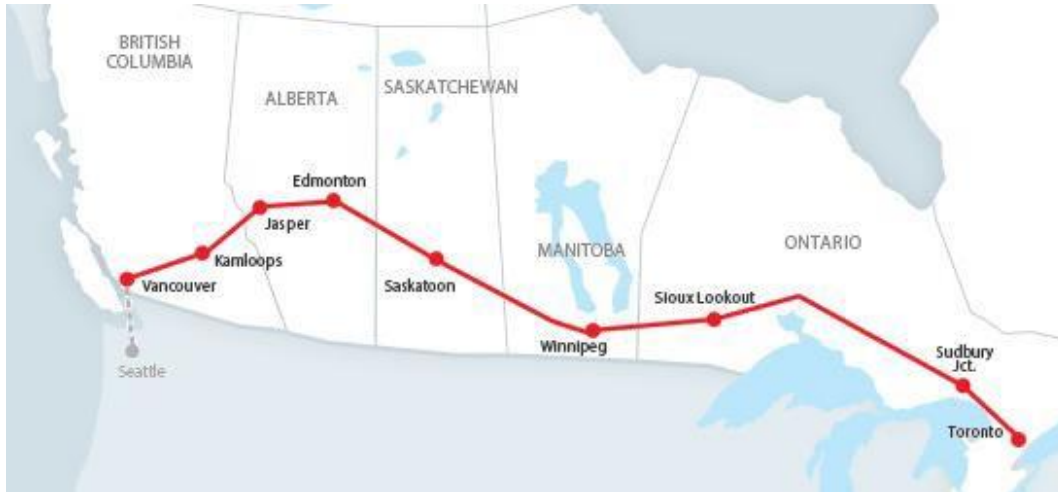 BRITISH
COLUMBIA
ALBERTA
SASKATCHEWAN
Edmonton
Jasper
Kamloops
Vancouver
Seattle
Saskatoon
MANITOBA
Winnipeg
ONTARIO
Sioux Lookout
Sudbury
Jct.
Toronto